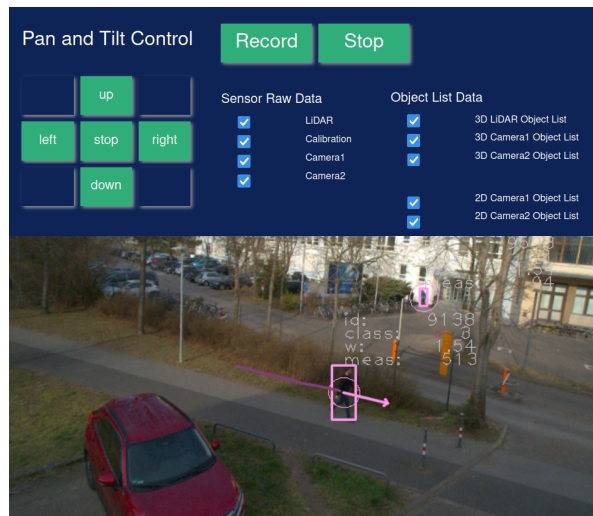 Pan and Tilt Control
Record
Stop
up
left
stop
right
down
Sensor Raw Data
LiDAR
Calibration
Camera1
Camera2
Object List Data
3D LiDAR Object List
3D Camera1 Object List
3D Camera2 Object List
2D Camera1 Object List
2D Camera2 Object List
id: 9138
class:
w: 1.54
meas: 513